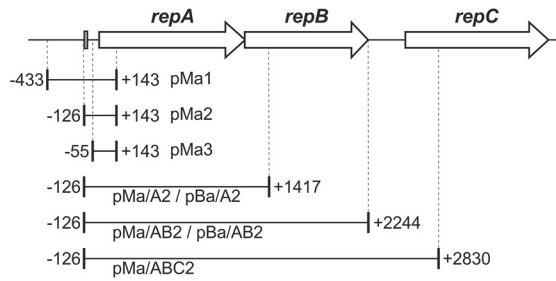 repA repB repC
-433 +143 pMa1
-126 +143 pMa2
-55 +143 pMa3
-126 +1417
pMa/A2 / pBa/A2
-126 +2244
pMa/AB2 / pBa/AB2
-126 +2830
pMa/ABC2